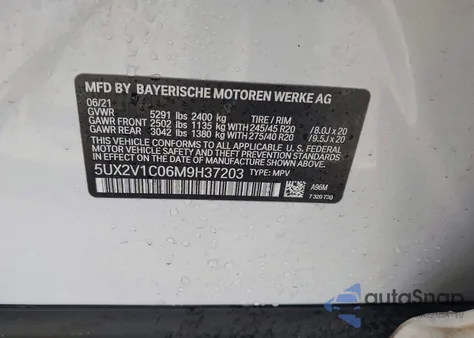 MFD BY BAYERISCHE MOTOREN WERKE AG
06/21
GVWR 5291 lbs 2400 kg TIRE / RIM
GAWR FRONT 2502 lbs 1135 kg WITH 245/45 R20 /8.0J x 20
GAWR REAR 3042 lbs 1380 kg WITH 275/40 R20 /9.5J x 20
THIS VEHICLE CONFORMS TO ALL APPLICABLE
U.S. FEDERAL MOTOR VEHICLE SAFETY STANDARDS
IN EFFECT ON THE DATE OF MANUFACTURE SHOWN ABOVE.
5UX2V1C06M9H37203 TYPE: MPV
A96M
7 320 730
autoSnap